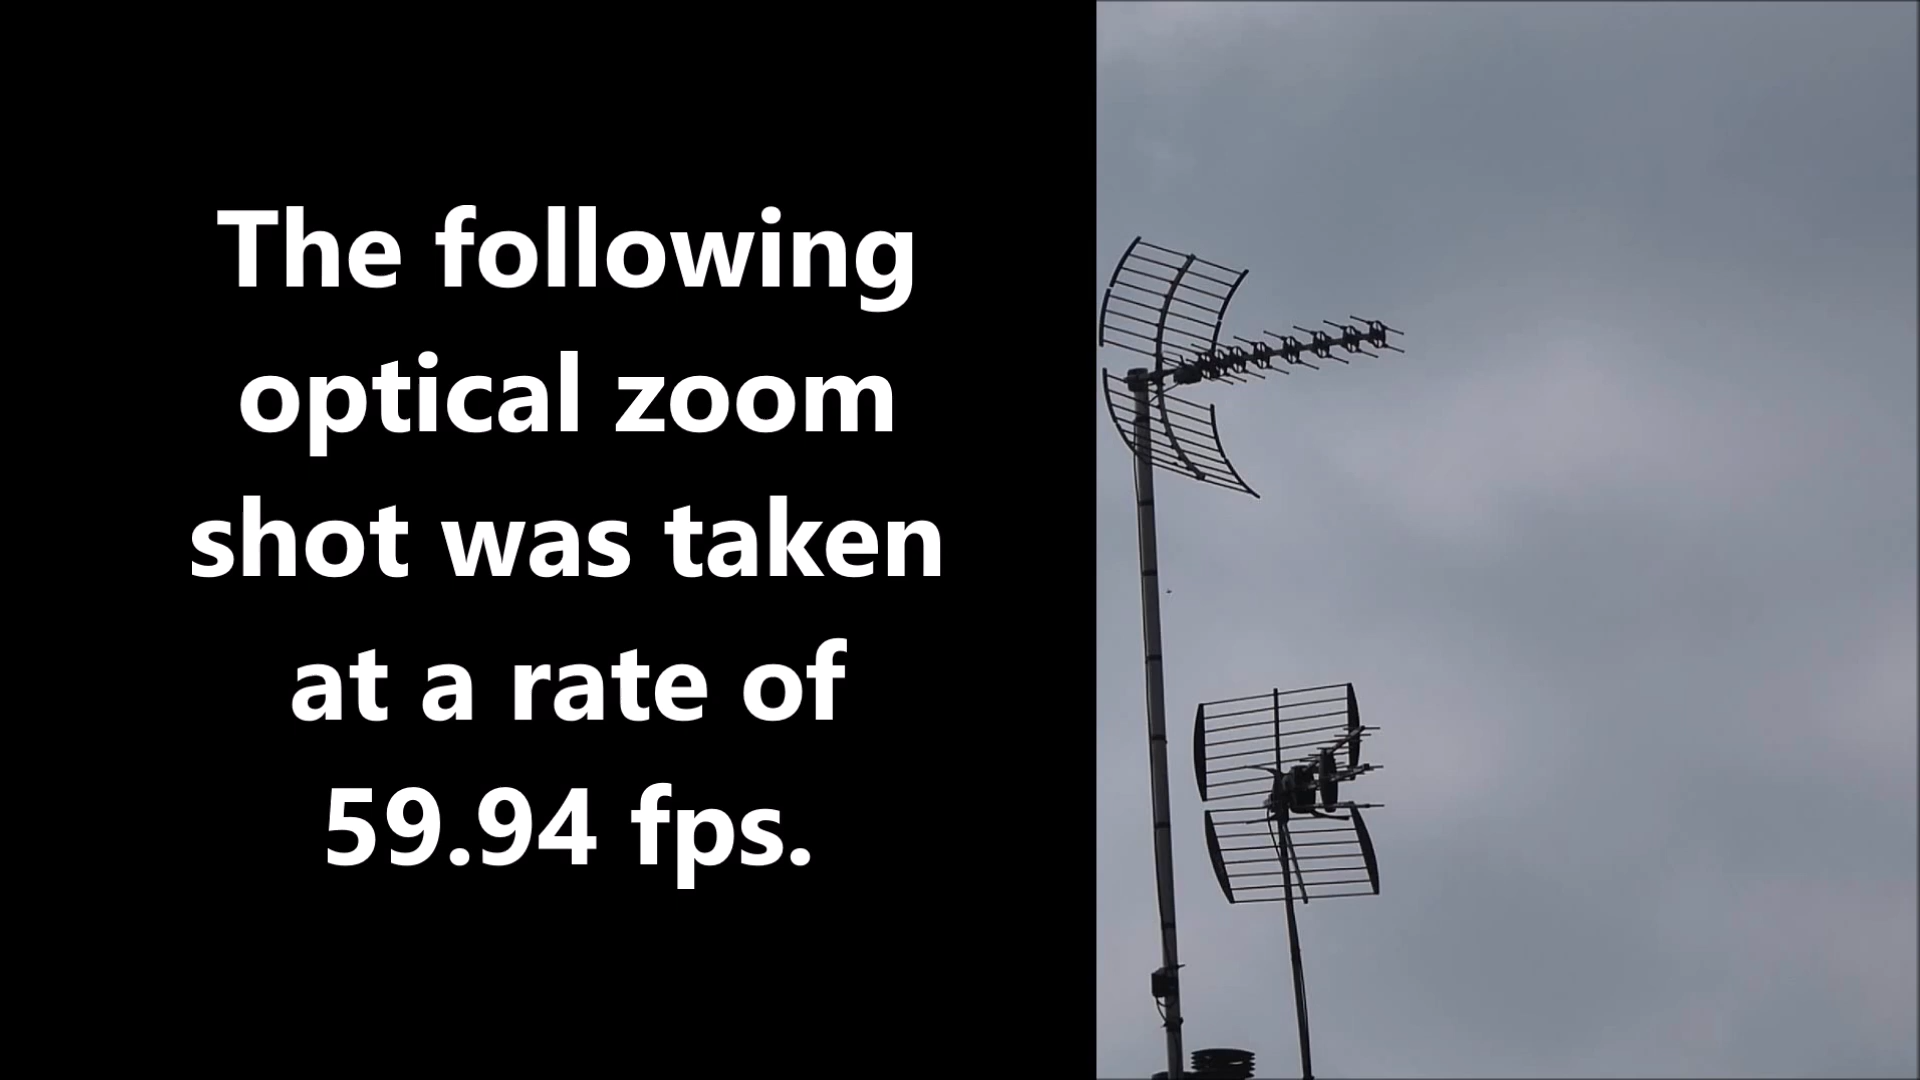 The following
optical zoom
shot was taken
at a rate of
59.94 fps.